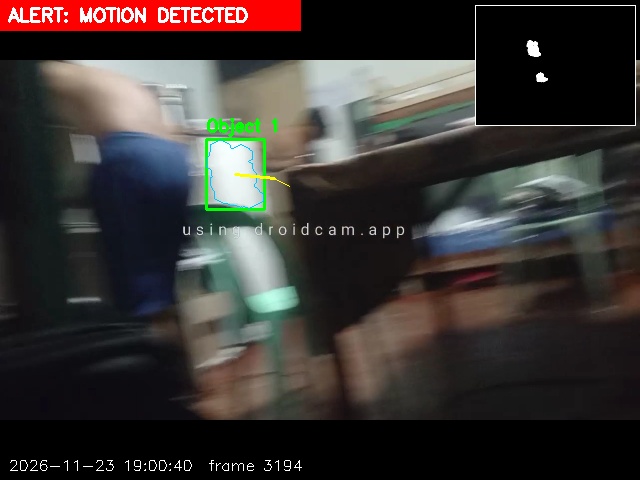 ALERT: MOTION DETECTED
Object 1
using droidcam.app
2026-11-23 19:00:40 frame 3194